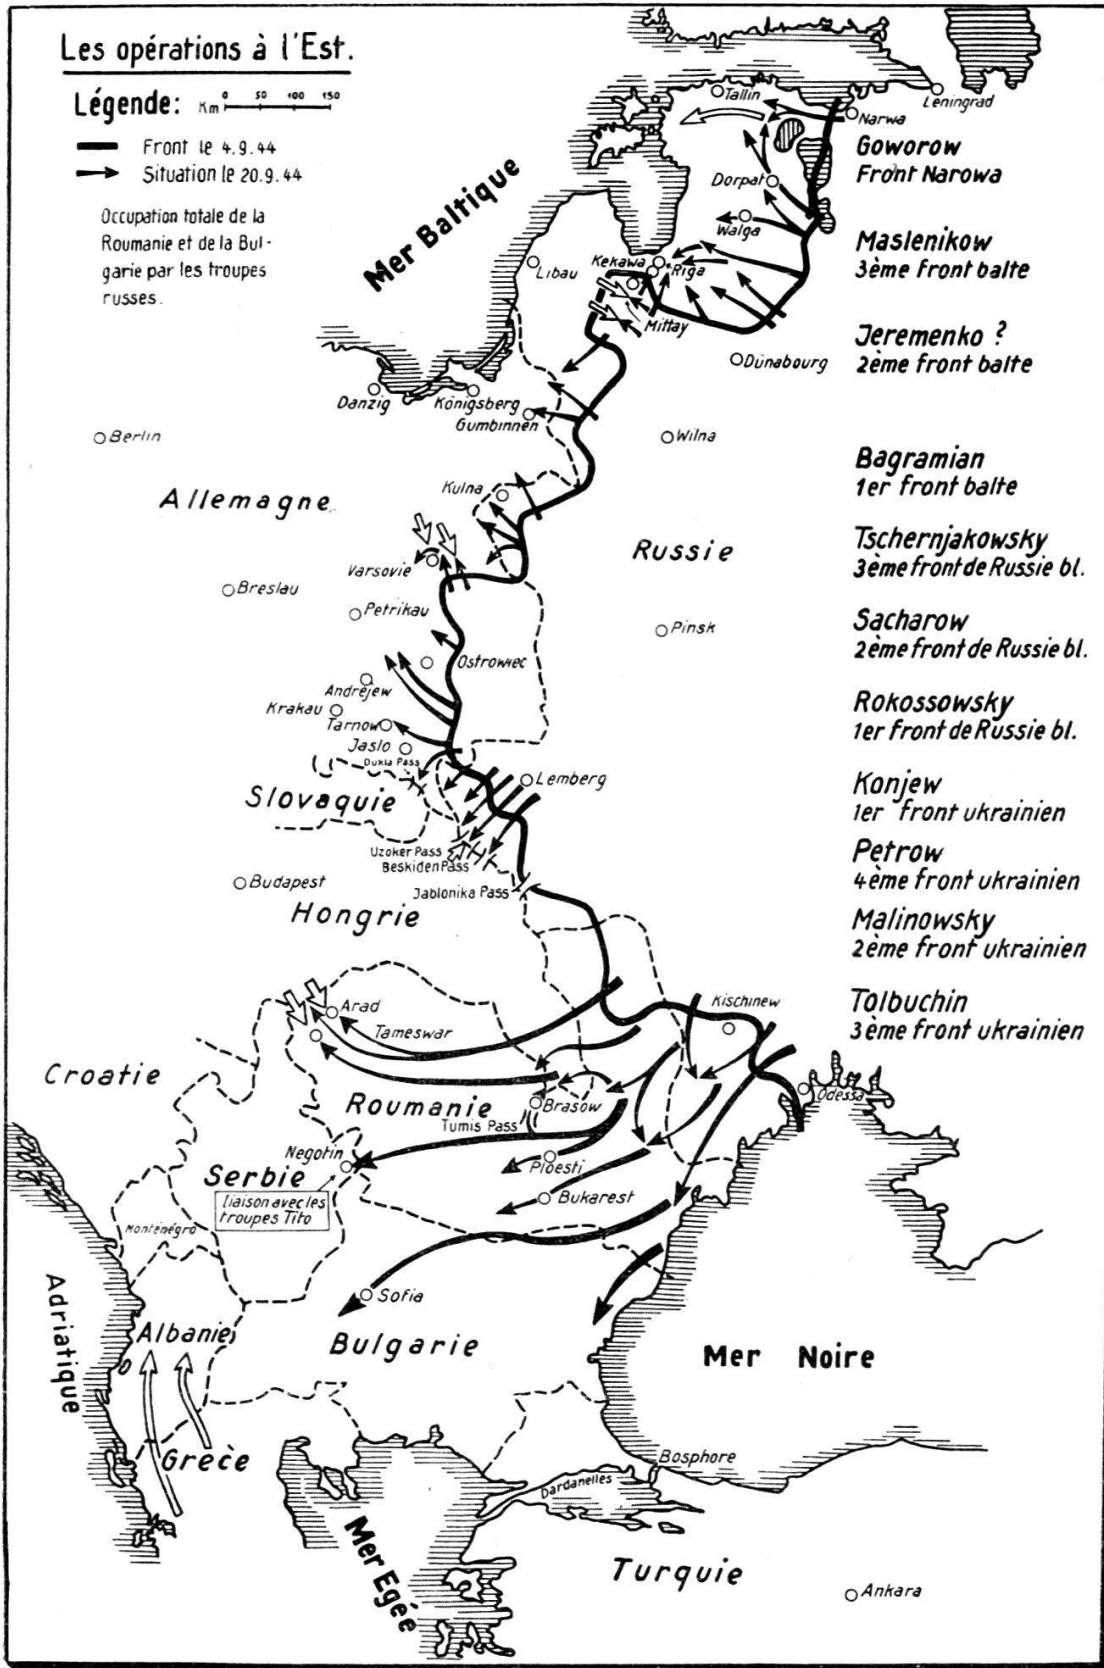 Les opérations à l'Est.
Légende: Km 0 50 100 150
Front le 4.9.44
Situation le 20.9.44
Occupation totale de la
Roumanie et de la Bul-
garie par les troupes
russes.
Mer Baltique
Tallin
Leningrad
Narwa
Goworow
Front Narowa
Dorpat
Walga
Maslenikow
3ème front balte
Libau
Kekawa
Riga
Mittay
Jeremenko ?
2ème front balte
Dünabourg
Danzig
Königsberg
Gumbinnen
Berlin
Wilna
Bagramian
1er front balte
Allemagne
Kulna
Russie
Tschernjakowsky
3ème front de Russie bl.
Varsovie
Breslau
Petrikau
Pinsk
Sacharow
2ème front de Russie bl.
Ostrowiec
Andrejew
Krakau
Tarnow
Rokossowsky
1er front de Russie bl.
Jaslo
Dukla Pass
Lemberg
Slovaquie
Konjew
1er front ukrainien
Uzoker Pass
Beskiden Pass
Jablonika Pass
Petrow
4ème front ukrainien
Budapest
Hongrie
Malinowsky
2ème front ukrainien
Arad
Tameswar
Kischinew
Tolbuchin
3ème front ukrainien
Croatie
Roumanie
Brasow
Tumis Pass
Odessa
Negotin
Ploesti
Serbie
liaison avec les
troupes Tito
Bukarest
Monténégro
Sofia
Adriatique
Albanie
Bulgarie
Mer Noire
Grèce
Bosphore
Dardanelles
Mer Egée
Turquie
Ankara